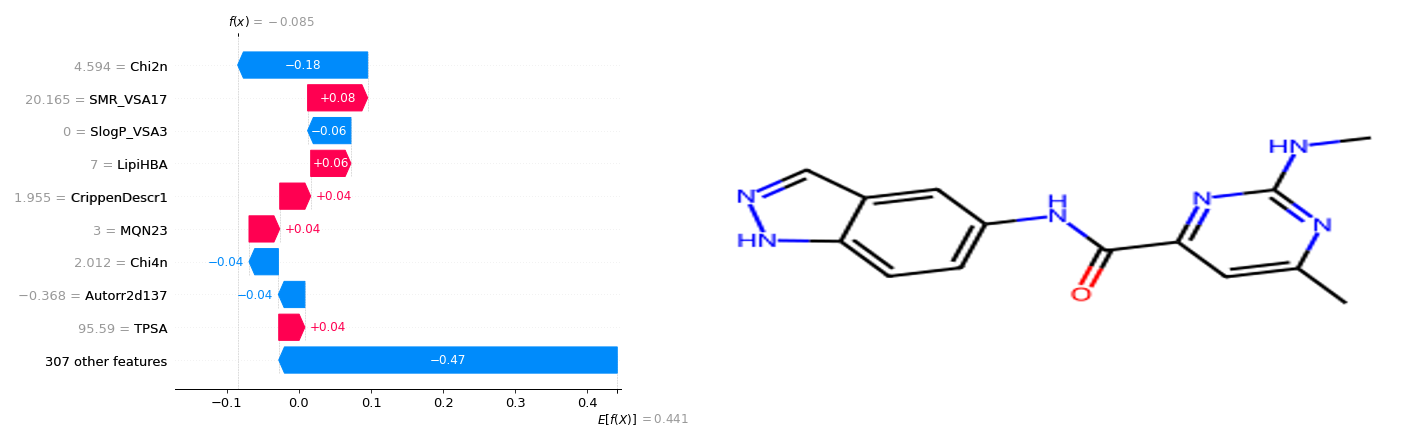 f(x) = −0.085
4.594 = Chi2n
−0.18
20.165 = SMR_VSA17
+0.08
0 = SlogP_VSA3
−0.06
7 = LipiHBA
+0.06
1.955 = CrippenDescr1
+0.04
3 = MQN23
+0.04
2.012 = Chi4n
−0.04
−0.368 = Autorr2d137
−0.04
95.59 = TPSA
+0.04
307 other features
−0.47
−0.1 0.0 0.1 0.2 0.3 0.4
E[f(X)] = 0.441
HN
N
N
H
N
N
N
HN
O